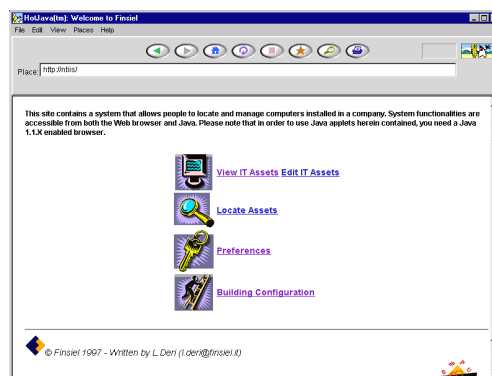 HotJava(tm): Welcome to Finsiel
File Edit View Places Help
Place: http://ntiis/
This site contains a system that allows people to locate and manage computers installed in a company. System functionalities are
accessible from both the Web browser and Java. Please note that in order to use Java applets herein contained, you need a Java
1.1.X enabled browser.
View IT Assets Edit IT Assets
Locate Assets
Preferences
Building Configuration
© Finsiel 1997 - Written by L.Deri (l.deri@finsiel.it)